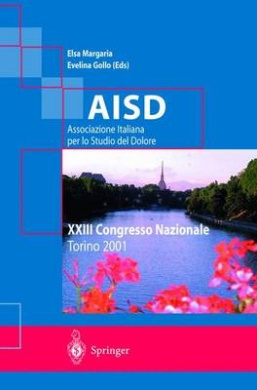 Elsa Margaria
Evelina Gollo (Eds)
AISD
Associazione Italiana
per lo Studio del Dolore
XXIII Congresso Nazionale
Torino 2001
Springer